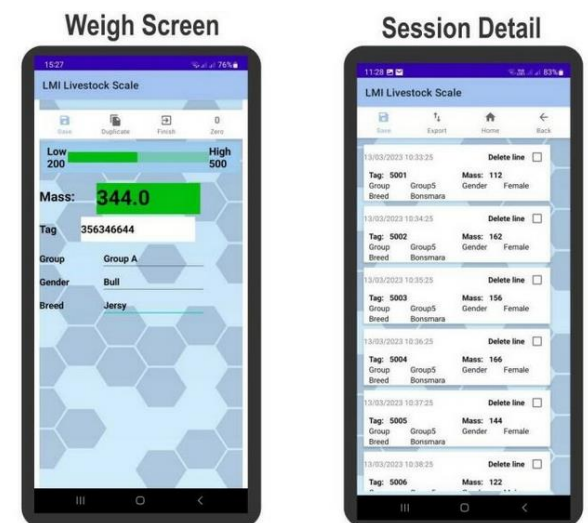 Weigh Screen
15:27 76%
LMI Livestock Scale
Save Duplicate Finish 0 Zero
Low 200 High 500
Mass: 344.0
Tag 356346644
Group Group A
Gender Bull
Breed Jersy
Session Detail
11:28 83%
LMI Livestock Scale
Save Export Home Back
13/03/2023 10:33:25 Delete line
Tag: 5001 Mass: 112
Group Group5 Gender Female
Breed Bonsmara
13/03/2023 10:34:25 Delete line
Tag: 5002 Mass: 162
Group Group5 Gender Female
Breed Bonsmara
13/03/2023 10:35:25 Delete line
Tag: 5003 Mass: 156
Group Group5 Gender Female
Breed Bonsmara
13/03/2023 10:36:25 Delete line
Tag: 5004 Mass: 166
Group Group5 Gender Female
Breed Bonsmara
13/03/2023 10:37:25 Delete line
Tag: 5005 Mass: 144
Group Group5 Gender Female
Breed Bonsmara
13/03/2023 10:38:25 Delete line
Tag: 5006 Mass: 122